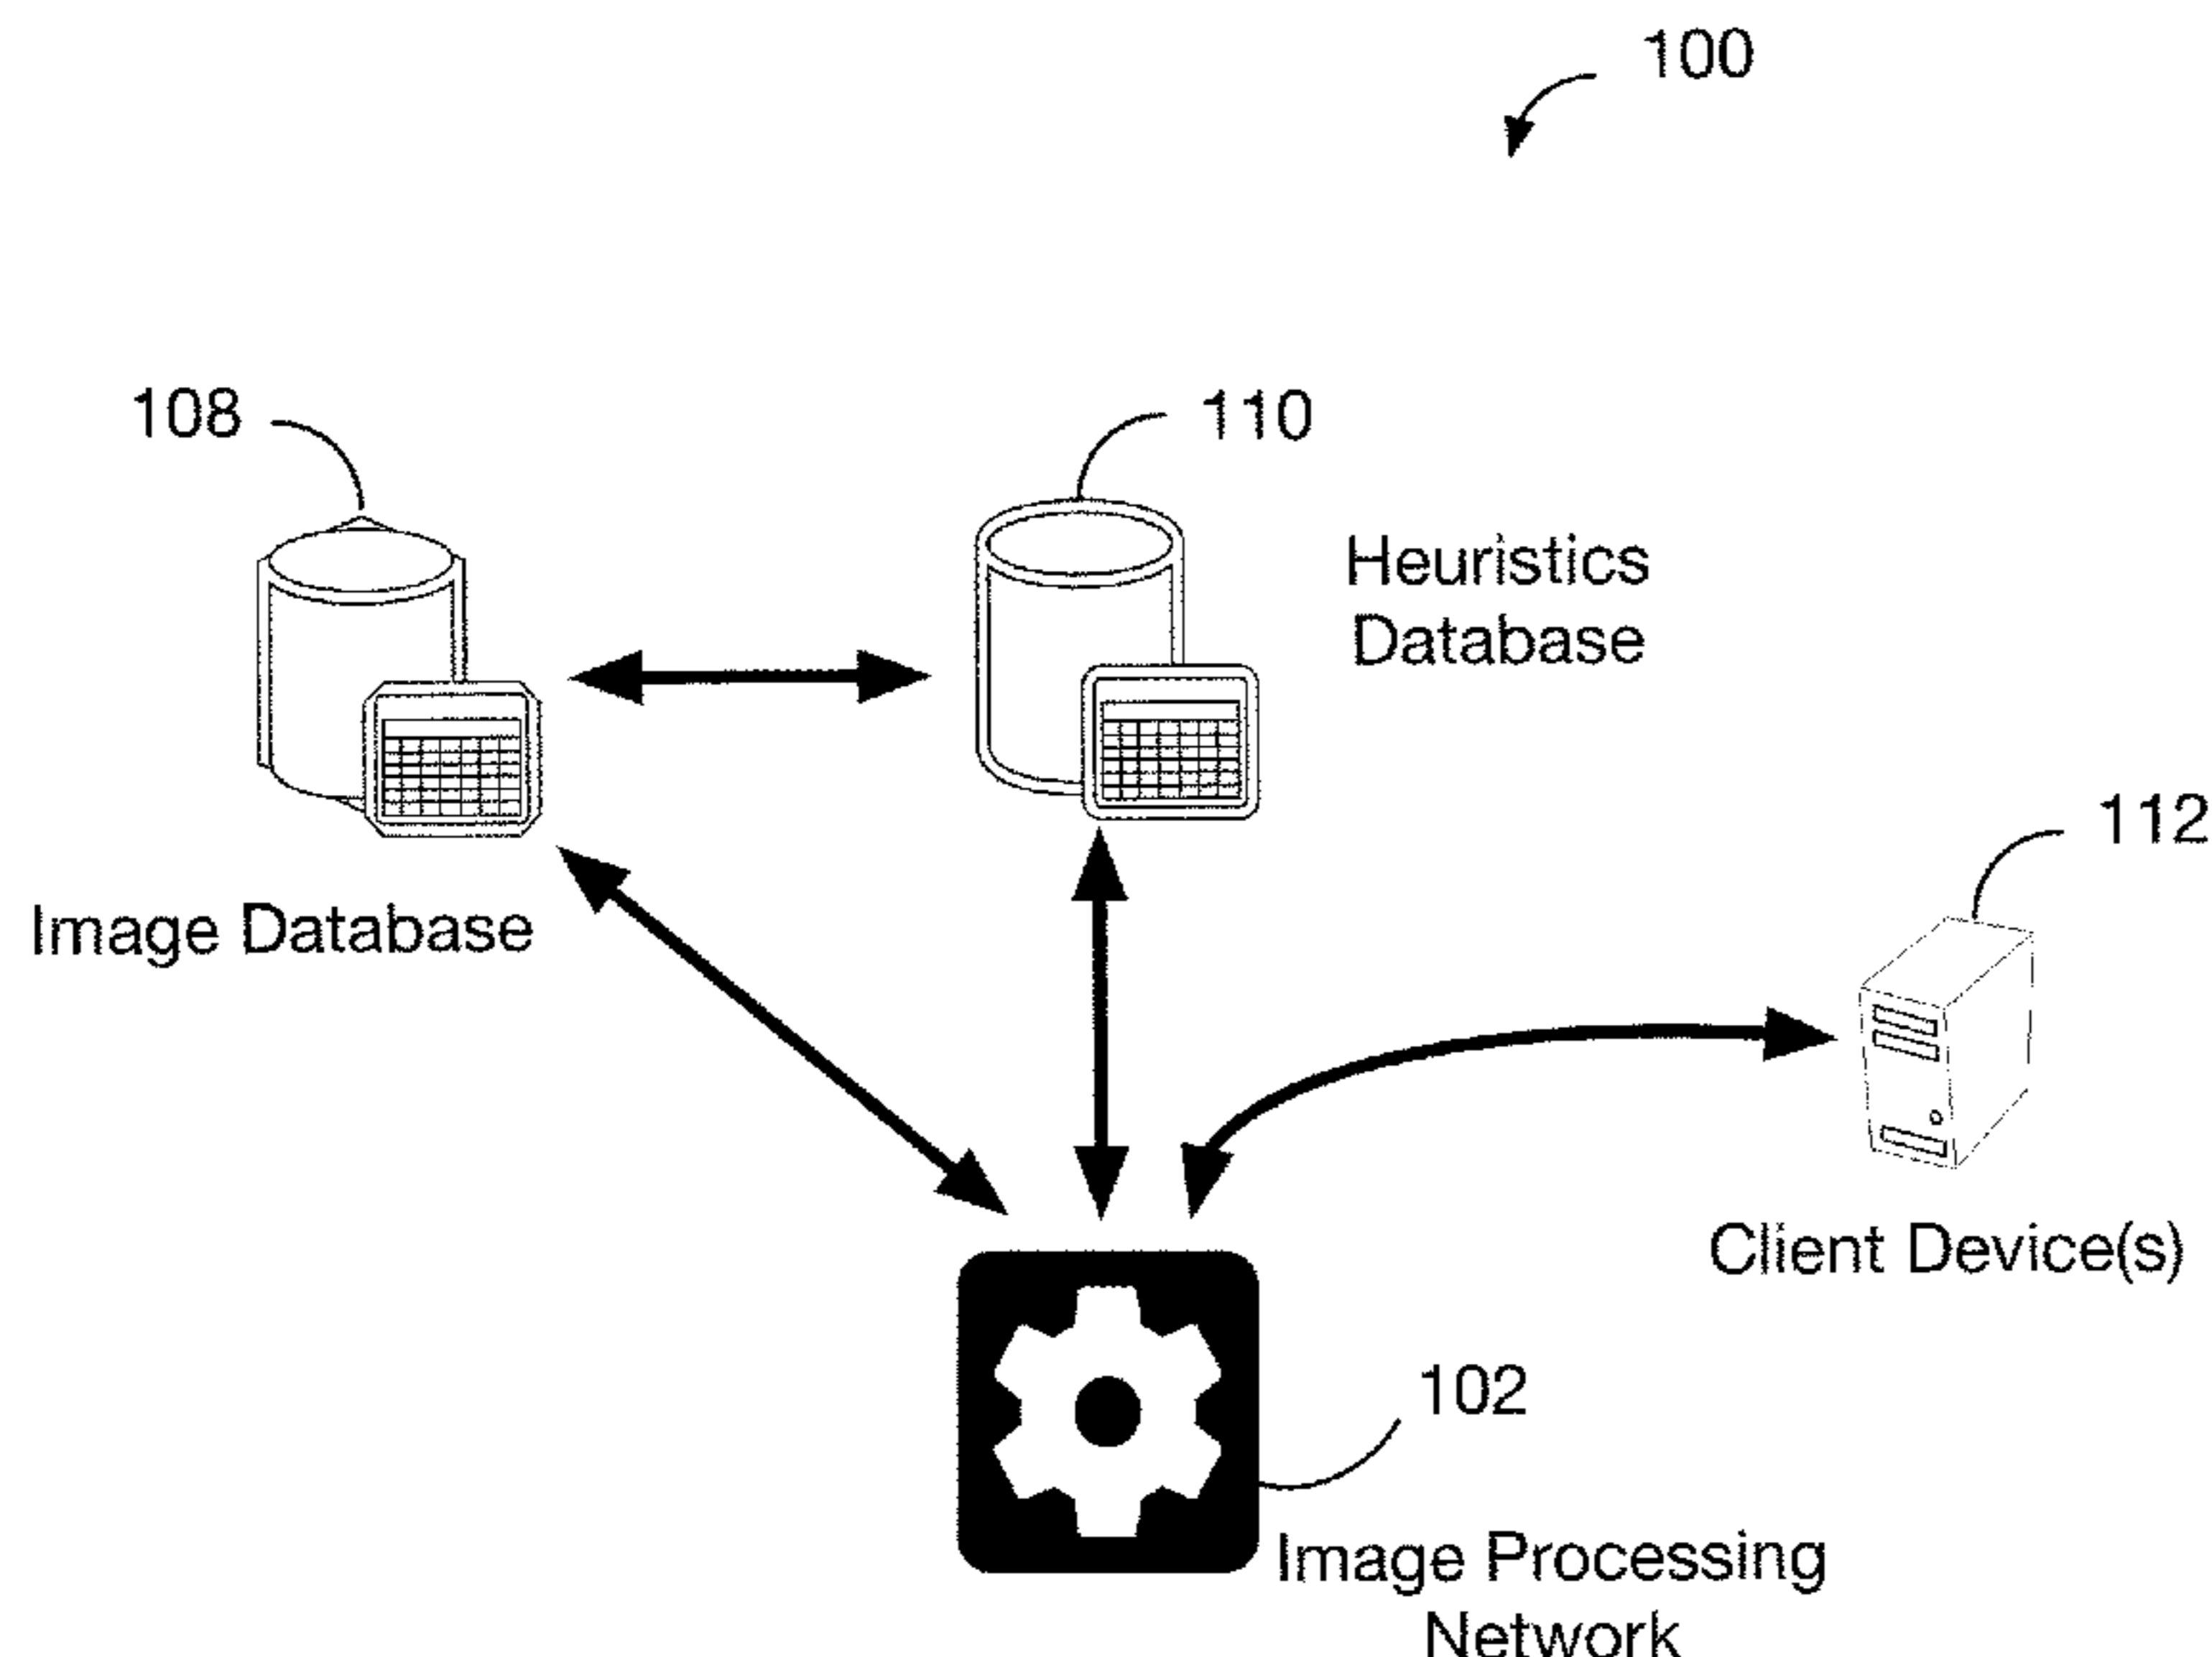 100
108
110
Heuristics
Database
112
Image Database
Client Device(s)
102
Image Processing
Network